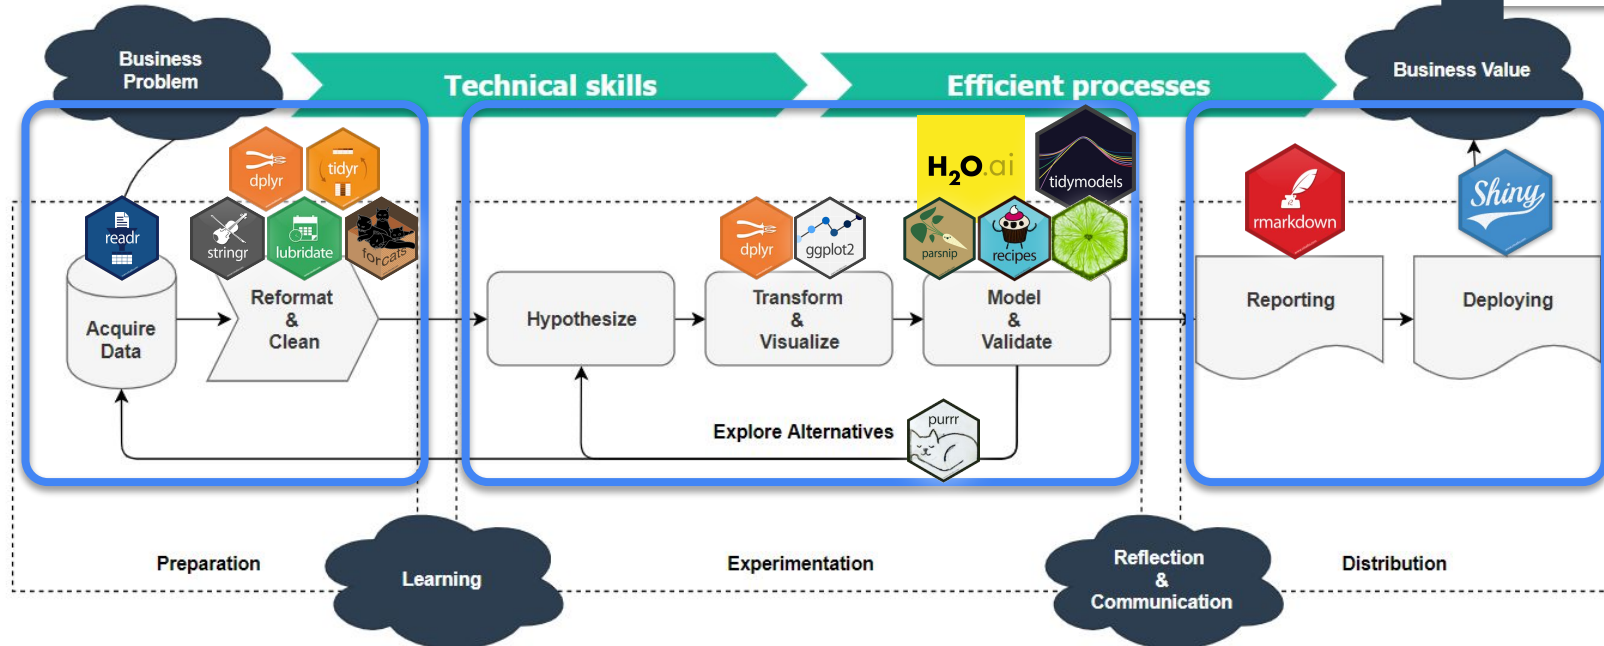 Business
Problem
Technical skills
Efficient processes
Business Value
dplyr
tidyr
readr
stringr
lubridate
forcats
H2O.ai
tidymodels
dplyr
ggplot2
parsnip
recipes
rmarkdown
Shiny
Acquire
Data
Reformat
&
Clean
Hypothesize
Transform
&
Visualize
Model
&
Validate
Reporting
Deploying
Explore Alternatives
purrr
Preparation
Learning
Experimentation
Reflection
&
Communication
Distribution